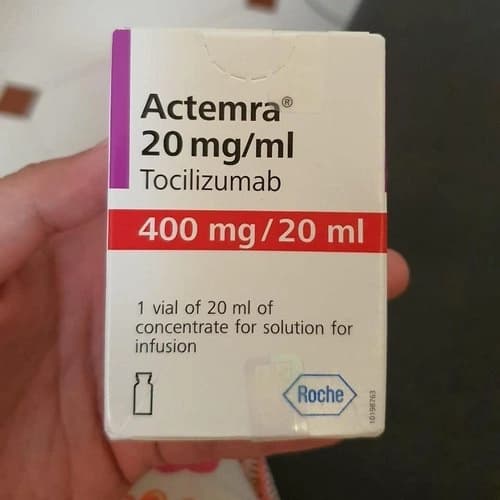 Actemra®
20 mg/ml
Tocilizumab
400 mg/20 ml
1 vial of 20 ml of
concentrate for solution for
infusion
Roche
10198763